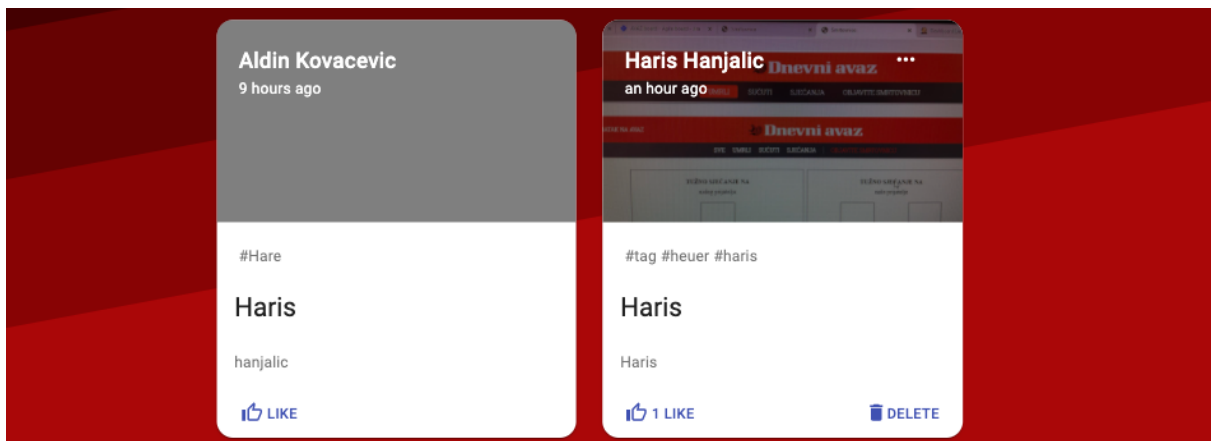 Aldin Kovacevic
9 hours ago
#Hare
Haris
hanjalic
LIKE
Haris Hanjalic
...
an hour ago
Dnevni avaz
Dnevni avaz
#tag #heuer #haris
Haris
Haris
1 LIKE
DELETE